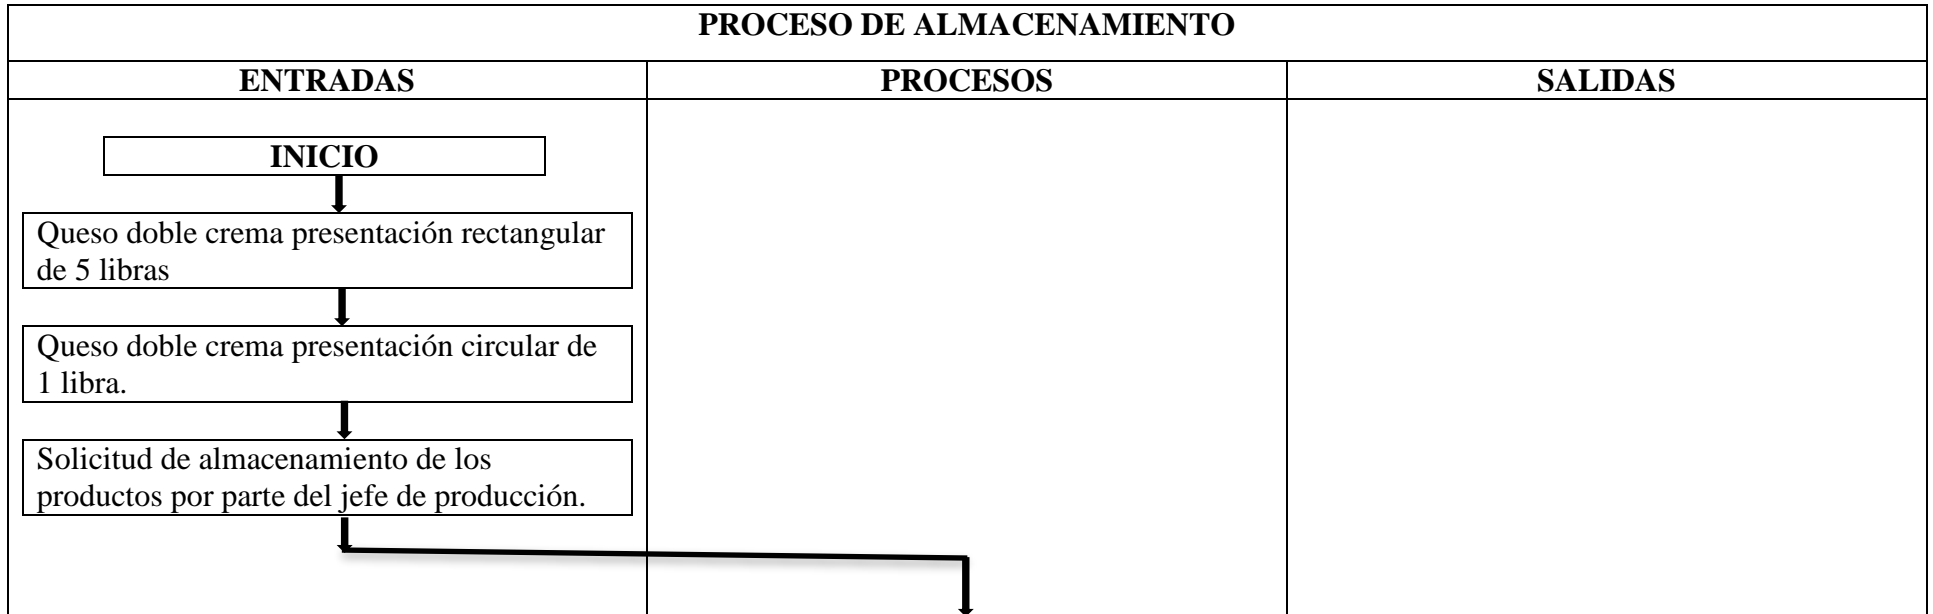 PROCESO DE ALMACENAMIENTO
ENTRADAS
PROCESOS
SALIDAS
INICIO
Queso doble crema presentación rectangular
de 5 libras
Queso doble crema presentación circular de
1 libra.
Solicitud de almacenamiento de los
productos por parte del jefe de producción.